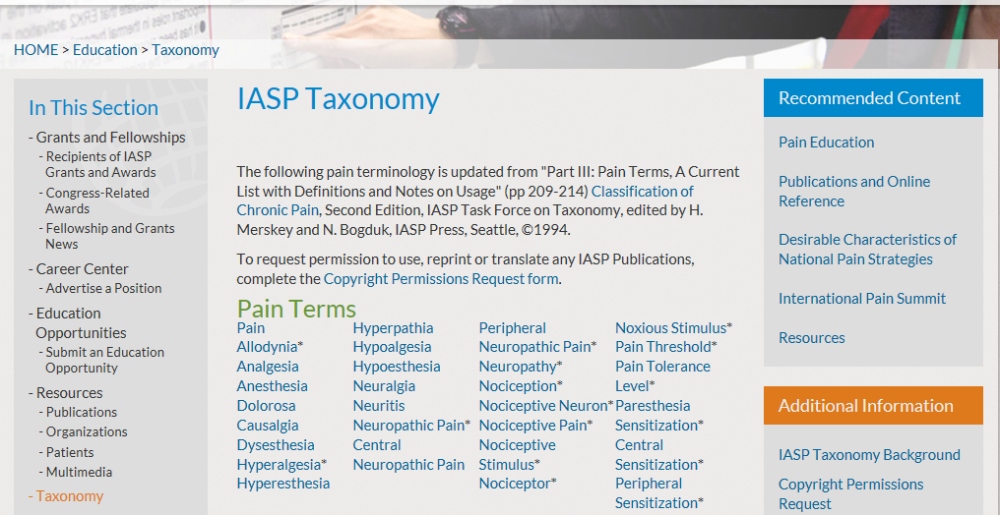 HOME > Education > Taxonomy
In This Section
- Grants and Fellowships
- Recipients of IASP
Grants and Awards
- Congress-Related
Awards
- Fellowship and Grants
News
- Career Center
- Advertise a Position
- Education
Opportunities
- Submit an Education
Opportunity
- Resources
- Publications
- Organizations
- Patients
- Multimedia
- Taxonomy
IASP Taxonomy
The following pain terminology is updated from "Part III: Pain Terms, A Current
List with Definitions and Notes on Usage" (pp 209-214) Classification of
Chronic Pain, Second Edition, IASP Task Force on Taxonomy, edited by H.
Merskey and N. Bogduk, IASP Press, Seattle, ©1994.
To request permission to use, reprint or translate any IASP Publications,
complete the Copyright Permissions Request form.
Pain Terms
Pain
Allodynia*
Analgesia
Anesthesia
Dolorosa
Causalgia
Dysesthesia
Hyperalgesia*
Hyperesthesia
Hyperpathia
Hypoalgesia
Hypoesthesia
Neuralgia
Neuritis
Neuropathic Pain*
Central
Neuropathic Pain
Peripheral
Neuropathic Pain*
Neuropathy*
Nociception*
Nociceptive Neuron*
Nociceptive Pain*
Nociceptive
Stimulus*
Nociceptor*
Noxious Stimulus*
Pain Threshold*
Pain Tolerance
Level*
Paresthesia
Sensitization*
Central
Sensitization*
Peripheral
Sensitization*
Recommended Content
Pain Education
Publications and Online
Reference
Desirable Characteristics of
National Pain Strategies
International Pain Summit
Resources
Additional Information
IASP Taxonomy Background
Copyright Permissions
Request